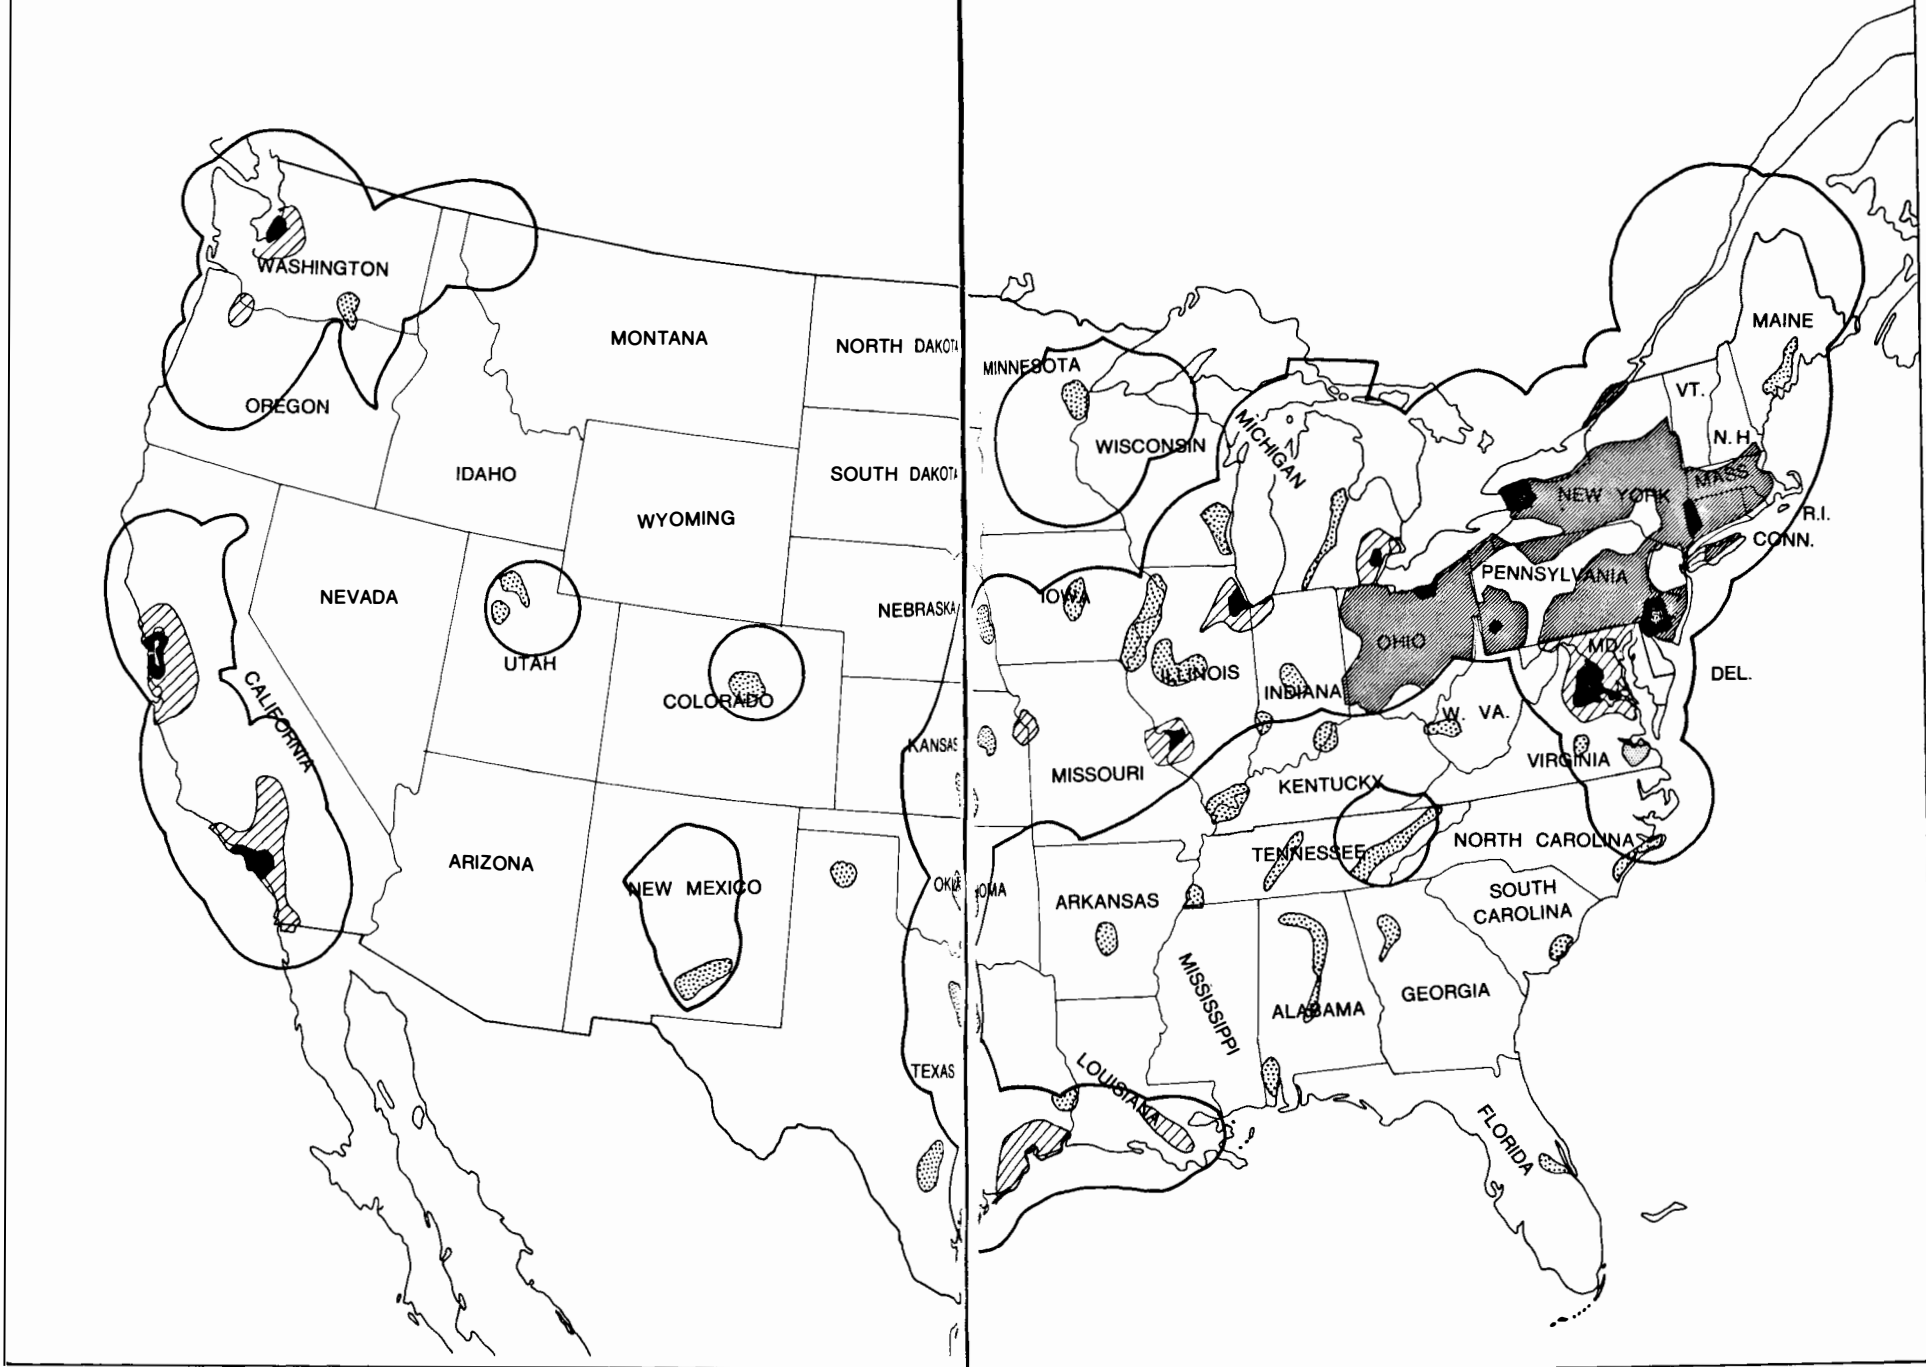 WASHINGTON
OREGON
IDAHO
MONTANA
NORTH DAKOTA
SOUTH DAKOTA
WYOMING
NEVADA
UTAH
CALIFORNIA
COLORADO
NEBRASKA
KANSAS
ARIZONA
NEW MEXICO
OKLA
OMA
TEXAS
MINNESOTA
WISCONSIN
MICHIGAN
IOWA
ILLINOIS
INDIANA
OHIO
MISSOURI
KENTUCKY
W. VA.
VIRGINIA
MD.
DEL.
PENNSYLVANIA
NEW YORK
VT.
N. H.
MAINE
MASS
R.I.
CONN.
TENNESSEE
NORTH CAROLINA
SOUTH
CAROLINA
ARKANSAS
MISSISSIPPI
ALABAMA
GEORGIA
LOUISIANA
FLORIDA